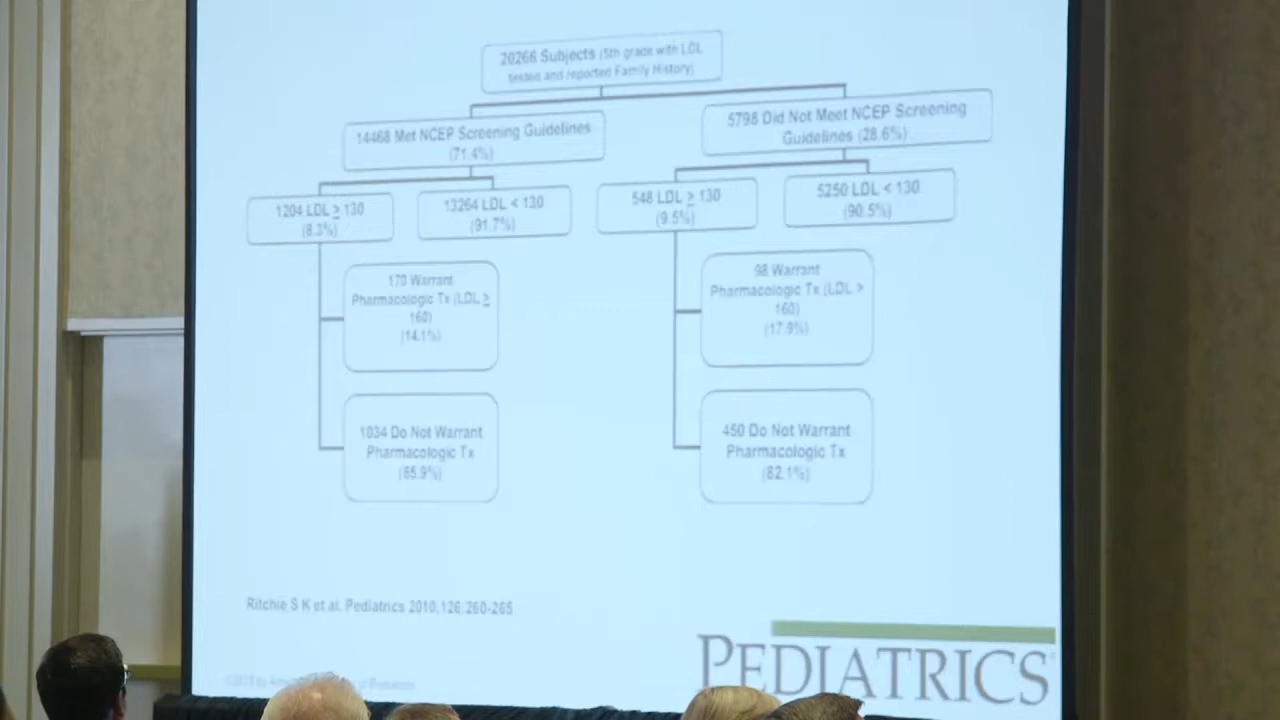 20266 Subjects (5th grade with LDL
tested and reported Family History)
14468 Met NCEP Screening Guidelines
(71.4%)
5798 Did Not Meet NCEP Screening
Guidelines (28.6%)
1204 LDL ≥ 130
(8.3%)
13264 LDL < 130
(91.7%)
548 LDL ≥ 130
(9.5%)
5250 LDL < 130
(90.5%)
170 Warrant
Pharmacologic Tx (LDL ≥
160)
(14.1%)
98 Warrant
Pharmacologic Tx (LDL >
160)
(17.9%)
1034 Do Not Warrant
Pharmacologic Tx
(85.9%)
450 Do Not Warrant
Pharmacologic Tx
(82.1%)
Ritchie S K et al. Pediatrics 2010;126:260-265
PEDIATRICS